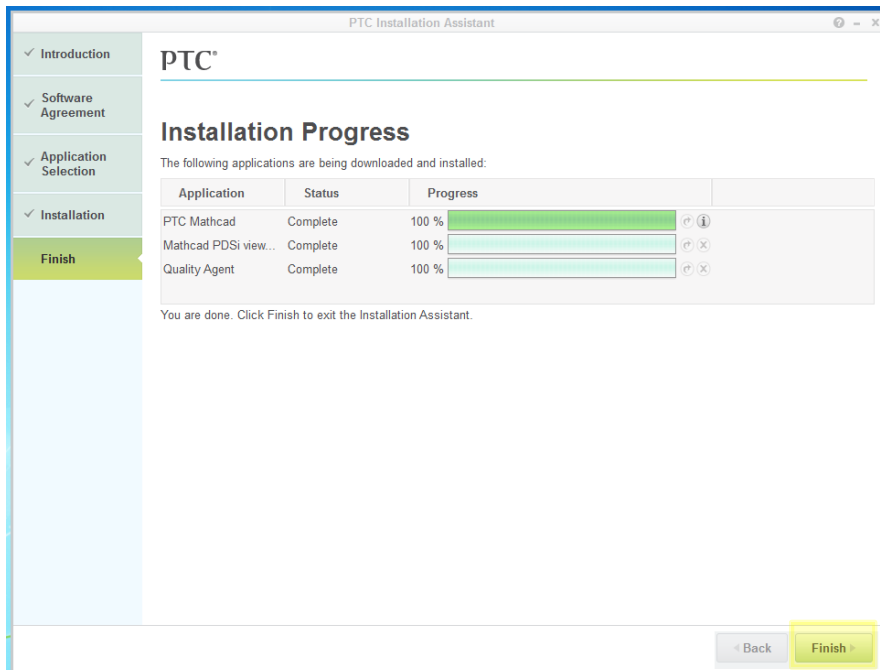 PTC Installation Assistant
Introduction
Software
Agreement
Application
Selection
Installation
Finish
PTC®
Installation Progress
The following applications are being downloaded and installed:
Application Status Progress
PTC Mathcad Complete 100 %
Mathcad PDSi view... Complete 100 %
Quality Agent Complete 100 %
You are done. Click Finish to exit the Installation Assistant.
Back Finish